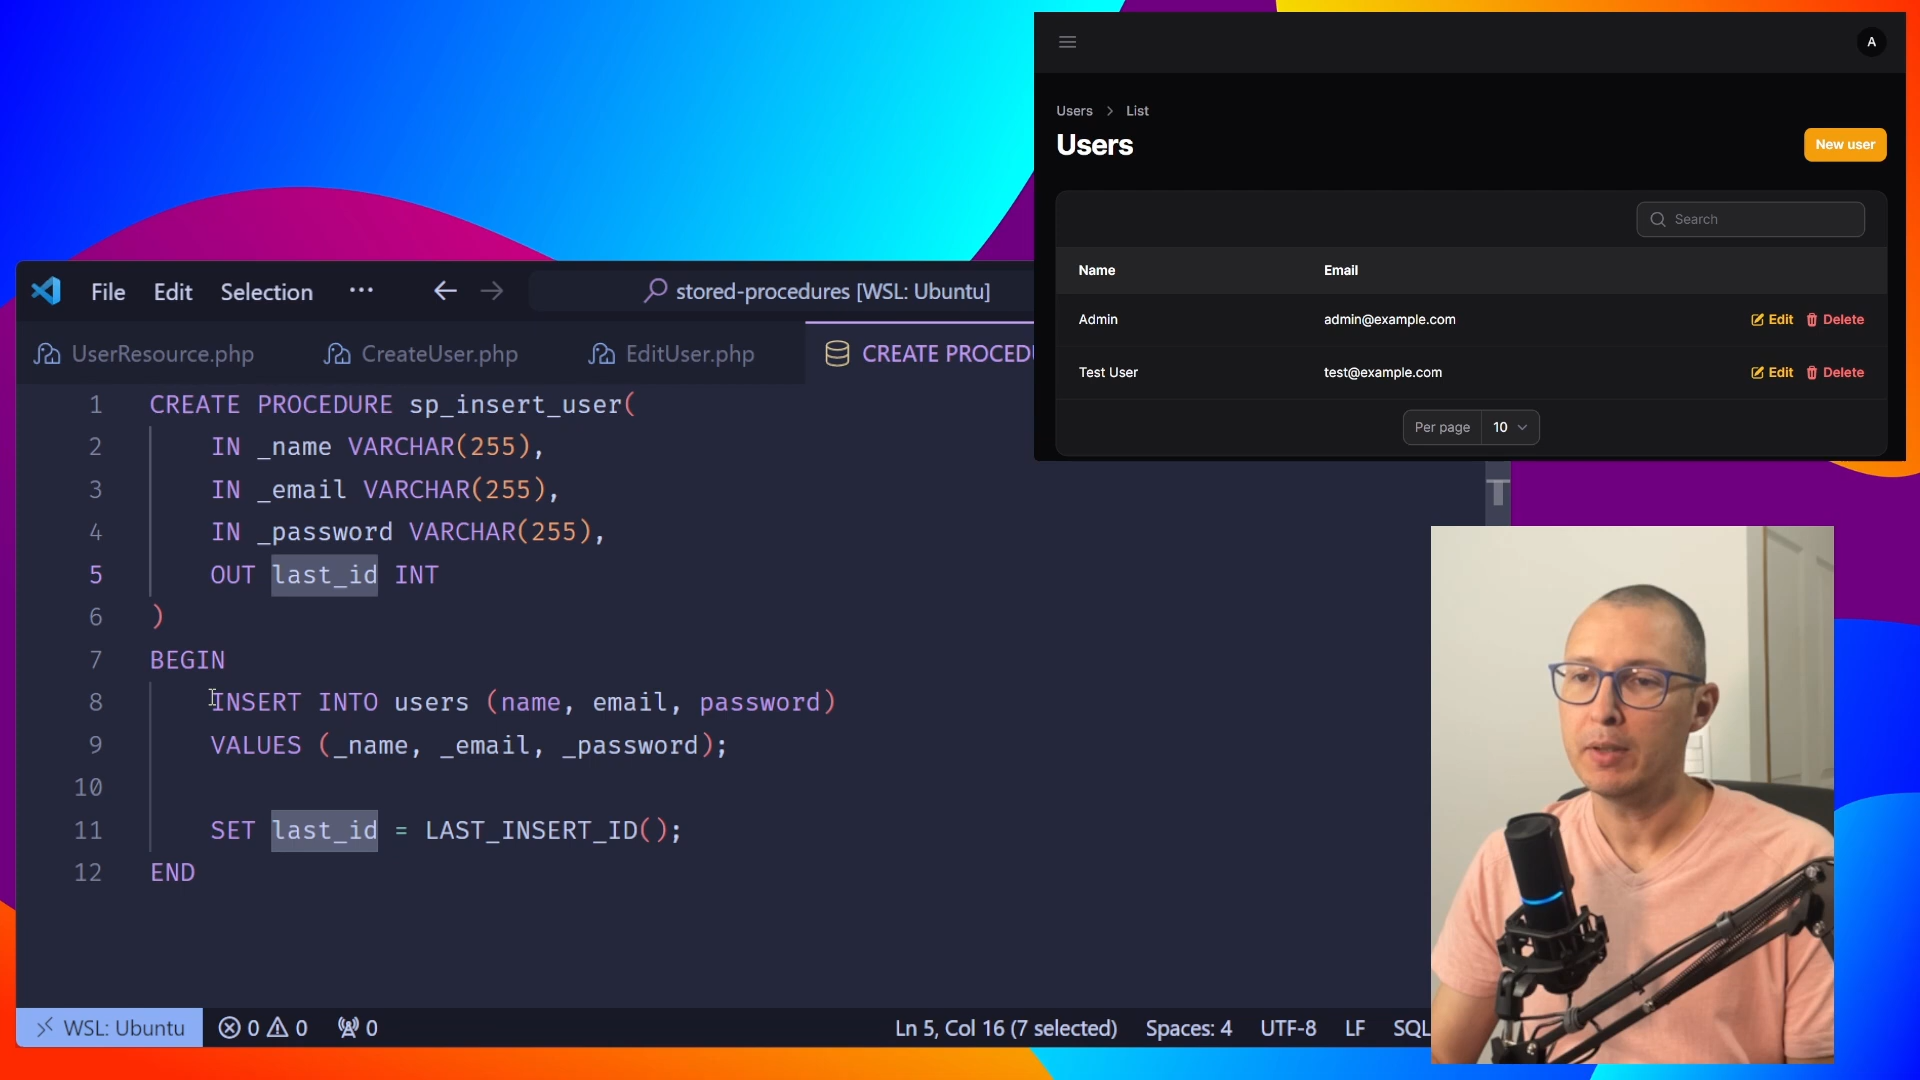 A
Users > List
Users
New user
Search
Name Email
Admin admin@example.com Edit Delete
Test User test@example.com Edit Delete
Per page 10
File Edit Selection ··· stored-procedures [WSL: Ubuntu]
UserResource.php CreateUser.php EditUser.php CREATE PROCEDU
1 CREATE PROCEDURE sp_insert_user(
2 IN _name VARCHAR(255),
3 IN _email VARCHAR(255),
4 IN _password VARCHAR(255),
5 OUT last_id INT
6 )
7 BEGIN
8 INSERT INTO users (name, email, password)
9 VALUES (_name, _email, _password);
10
11 SET last_id = LAST_INSERT_ID();
12 END
WSL: Ubuntu 0 0 0 Ln 5, Col 16 (7 selected) Spaces: 4 UTF-8 LF SQL